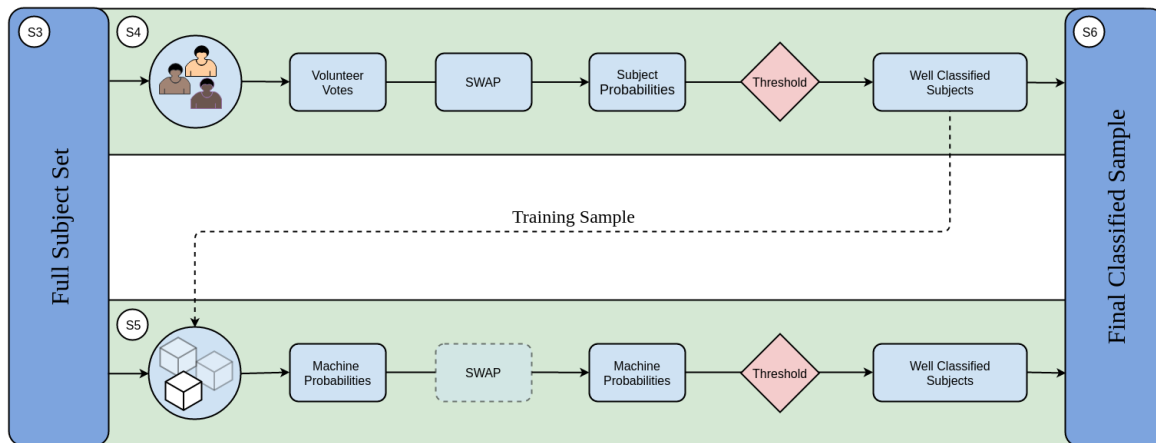 S3
Full Subject Set
S4
Volunteer
Votes
SWAP
Subject
Probabilities
Threshold
Well Classified
Subjects
S6
Final Classified Sample
Training Sample
S5
Machine
Probabilities
SWAP
Machine
Probabilities
Threshold
Well Classified
Subjects